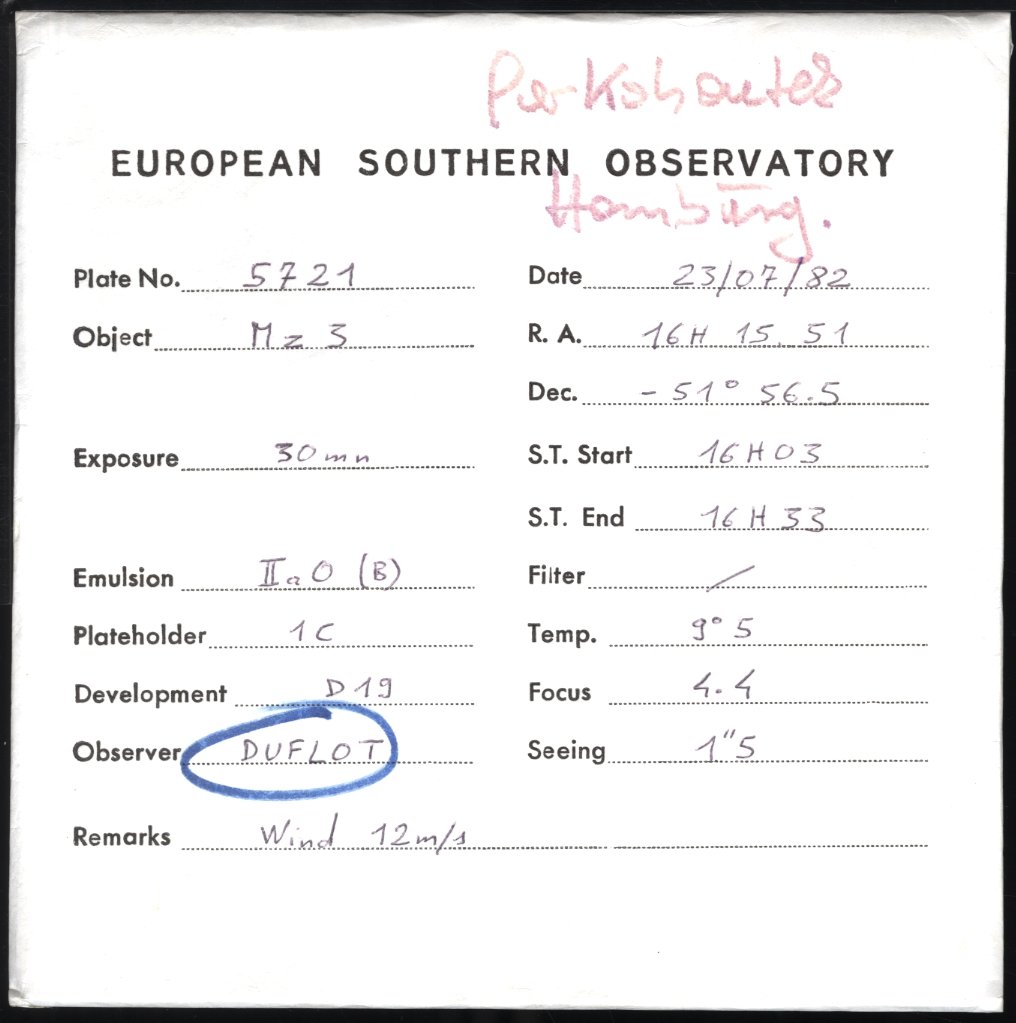 Kohoutek
EUROPEAN SOUTHERN OBSERVATORY
Hamburg.
Plate No. 5721 Date 23/07/82
Object Mz 3 R. A. 16H 15. 51
Dec. - 51° 56.5
Exposure 30mn S.T. Start 16H03
S.T. End 16H33
Emulsion IIaO (B) Filter /
Plateholder 1C Temp. 9°5
Development D19 Focus 4.4
Observer DUFLOT Seeing 1"5
Remarks Wind 12m/s